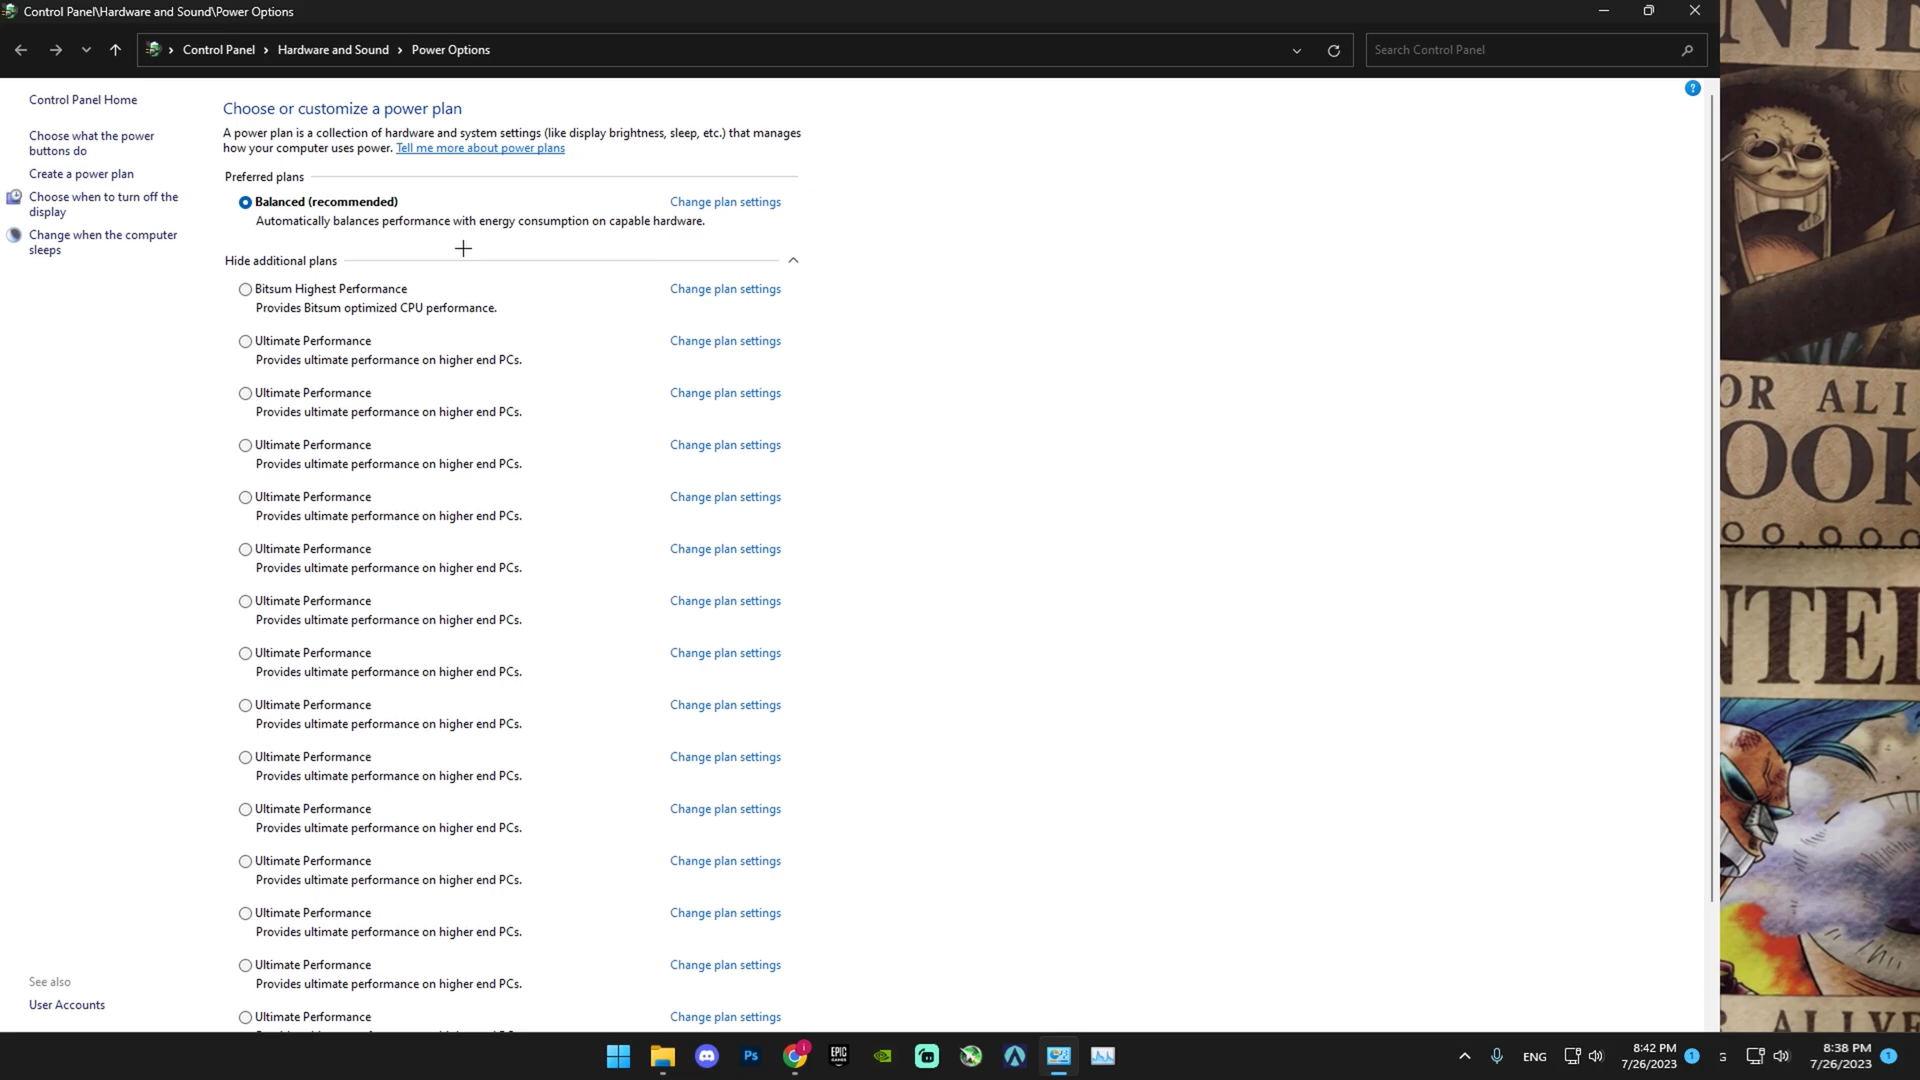 Control Panel\Hardware and Sound\Power Options
Control Panel > Hardware and Sound > Power Options
Search Control Panel
Control Panel Home
Choose what the power
buttons do
Create a power plan
Choose when to turn off the
display
Change when the computer
sleeps
Choose or customize a power plan
A power plan is a collection of hardware and system settings (like display brightness, sleep, etc.) that manages
how your computer uses power. Tell me more about power plans
Preferred plans
Balanced (recommended) Change plan settings
Automatically balances performance with energy consumption on capable hardware.
Hide additional plans
Bitsum Highest Performance Change plan settings
Provides Bitsum optimized CPU performance.
Ultimate Performance Change plan settings
Provides ultimate performance on higher end PCs.
Ultimate Performance Change plan settings
Provides ultimate performance on higher end PCs.
Ultimate Performance Change plan settings
Provides ultimate performance on higher end PCs.
Ultimate Performance Change plan settings
Provides ultimate performance on higher end PCs.
Ultimate Performance Change plan settings
Provides ultimate performance on higher end PCs.
Ultimate Performance Change plan settings
Provides ultimate performance on higher end PCs.
Ultimate Performance Change plan settings
Provides ultimate performance on higher end PCs.
Ultimate Performance Change plan settings
Provides ultimate performance on higher end PCs.
Ultimate Performance Change plan settings
Provides ultimate performance on higher end PCs.
Ultimate Performance Change plan settings
Provides ultimate performance on higher end PCs.
Ultimate Performance Change plan settings
Provides ultimate performance on higher end PCs.
Ultimate Performance Change plan settings
Provides ultimate performance on higher end PCs.
Ultimate Performance Change plan settings
Provides ultimate performance on higher end PCs.
Ultimate Performance Change plan settings
See also
User Accounts
OR ALI
OOK
NTE
ALIVE
Ps
EPIC
GAMES
ENG
8:42 PM
7/26/2023
1
8:38 PM
7/26/2023
1